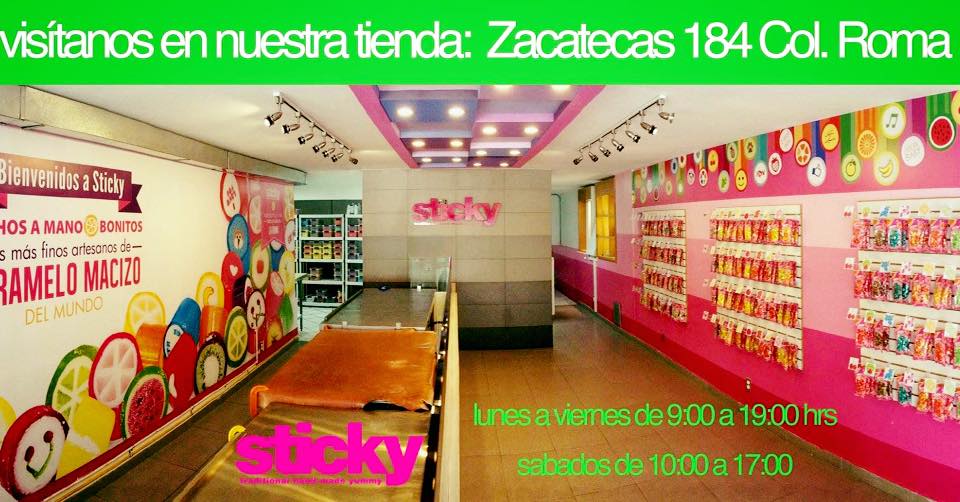 visítanos en nuestra tienda: Zacatecas 184 Col. Roma
Bienvenidos a Sticky
HOS A MANO BONITOS
s más finos artesanos de
RAMELO MACIZO
DEL MUNDO
sticky
lunes a viernes de 9:00 a 19:00 hrs
sabados de 10:00 a 17:00
sticky
traditional hand-made yummy